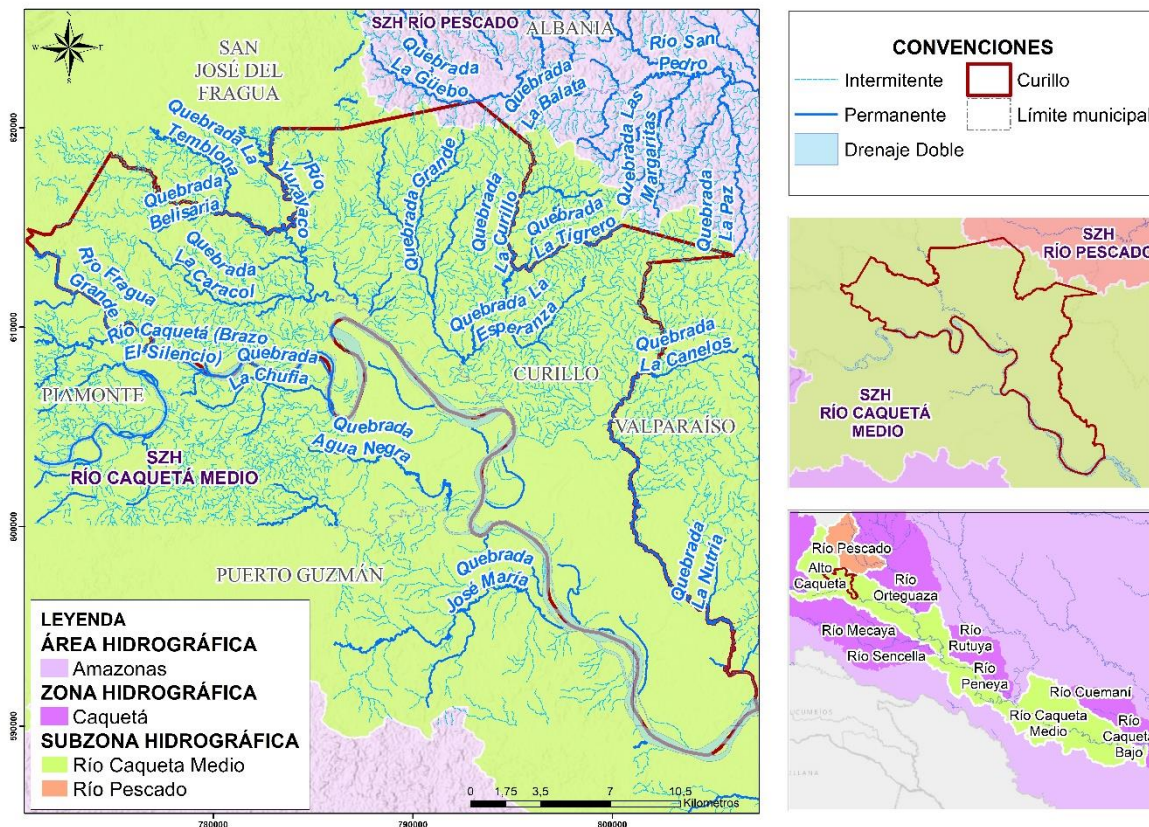 SZH RÍO PESCADO
ALBANIA
SAN
JOSÉ DEL
FRAGUA
Quebrada
La Güebo
Quebrada
La Balata
Río San
Pedro
Quebrada La
Temblona
Río
Yurayaco
Quebrada
Belisaria
Quebrada Grande
Quebrada
La Curillo
Quebrada
La Tigrero
Quebrada Las
Margaritas
Quebrada
La Paz
Quebrada
La Caracol
Río Fragua
Grande
Río Caquetá (Brazo
El Silencio)
Quebrada
La Chufia
Quebrada La
Esperanza
Quebrada
La Canelos
CURILLO
PIAMONTE
VALPARAÍSO
Quebrada
Agua Negra
SZH
RÍO CAQUETÁ MEDIO
PUERTO GUZMÁN
Quebrada
José María
Quebrada
La Nutria
620000
610000
600000
590000
780000
790000
800000
0 1,75 3,5 7 10,5
Kilómetros
LEYENDA
ÁREA HIDROGRÁFICA
Amazonas
ZONA HIDROGRÁFICA
Caquetá
SUBZONA HIDROGRÁFICA
Río Caqueta Medio
Río Pescado
CONVENCIONES
Intermitente
Curillo
Permanente
Límite municipal
Drenaje Doble
SZH
RÍO PESCADO
SZH
RÍO CAQUETÁ
MEDIO
Río Pescado
Alto
Caqueta
Río
Orteguaza
Río Mecaya
Río Sencella
Río
Rutuya
Río
Peneya
Río Cuemaní
Río Caqueta
Medio
Río
Caqueta
Bajo